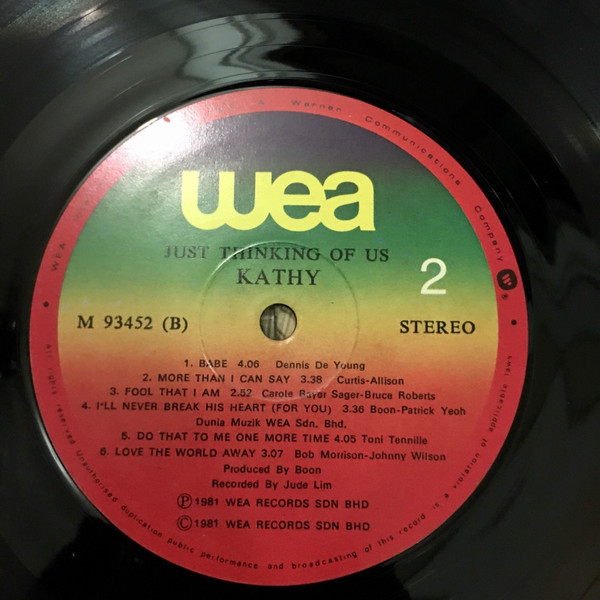 A Warner Communications Company
wea
JUST THINKING OF US
KATHY
2
M 93452 (B)
STEREO
1. BABE 4.06 Dennis De Young
2. MORE THAN I CAN SAY 3.38 Curtis-Allison
3. FOOL THAT I AM 2.52 Carole Bayer Sager-Bruce Roberts
4. I'LL NEVER BREAK HIS HEART (FOR YOU) 3.36 Boon-Patrick Yeoh
Dunia Muzik WEA Sdn. Bhd.
5. DO THAT TO ME ONE MORE TIME 4.05 Toni Tennille
6. LOVE THE WORLD AWAY 3.07 Bob Morrison-Johnny Wilson
Produced By Boon
Recorded By Jude Lim
Ⓟ 1981 WEA RECORDS SDN BHD
© 1981 WEA RECORDS SDN BHD
WEA
All rights reserved Unauthorised duplication public performance and broadcasting of this record is a violation of applicable laws